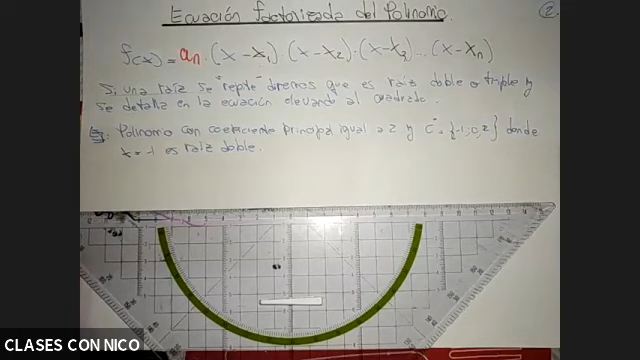 Ecuación factorizada del Polinomio.
2
f(x) = an · (x - x1) · (x - x2) · (x - x3) ... (x - xn)
Si una raíz se "repite" diremos que es raíz doble o triple y
se detalla en la ecuación elevando al cuadrado.
Ej: Polinomio con coeficiente principal igual a 2 y C° = {-1; 0; 2} donde
x = -1 es raíz doble.
CLASES CON NICO